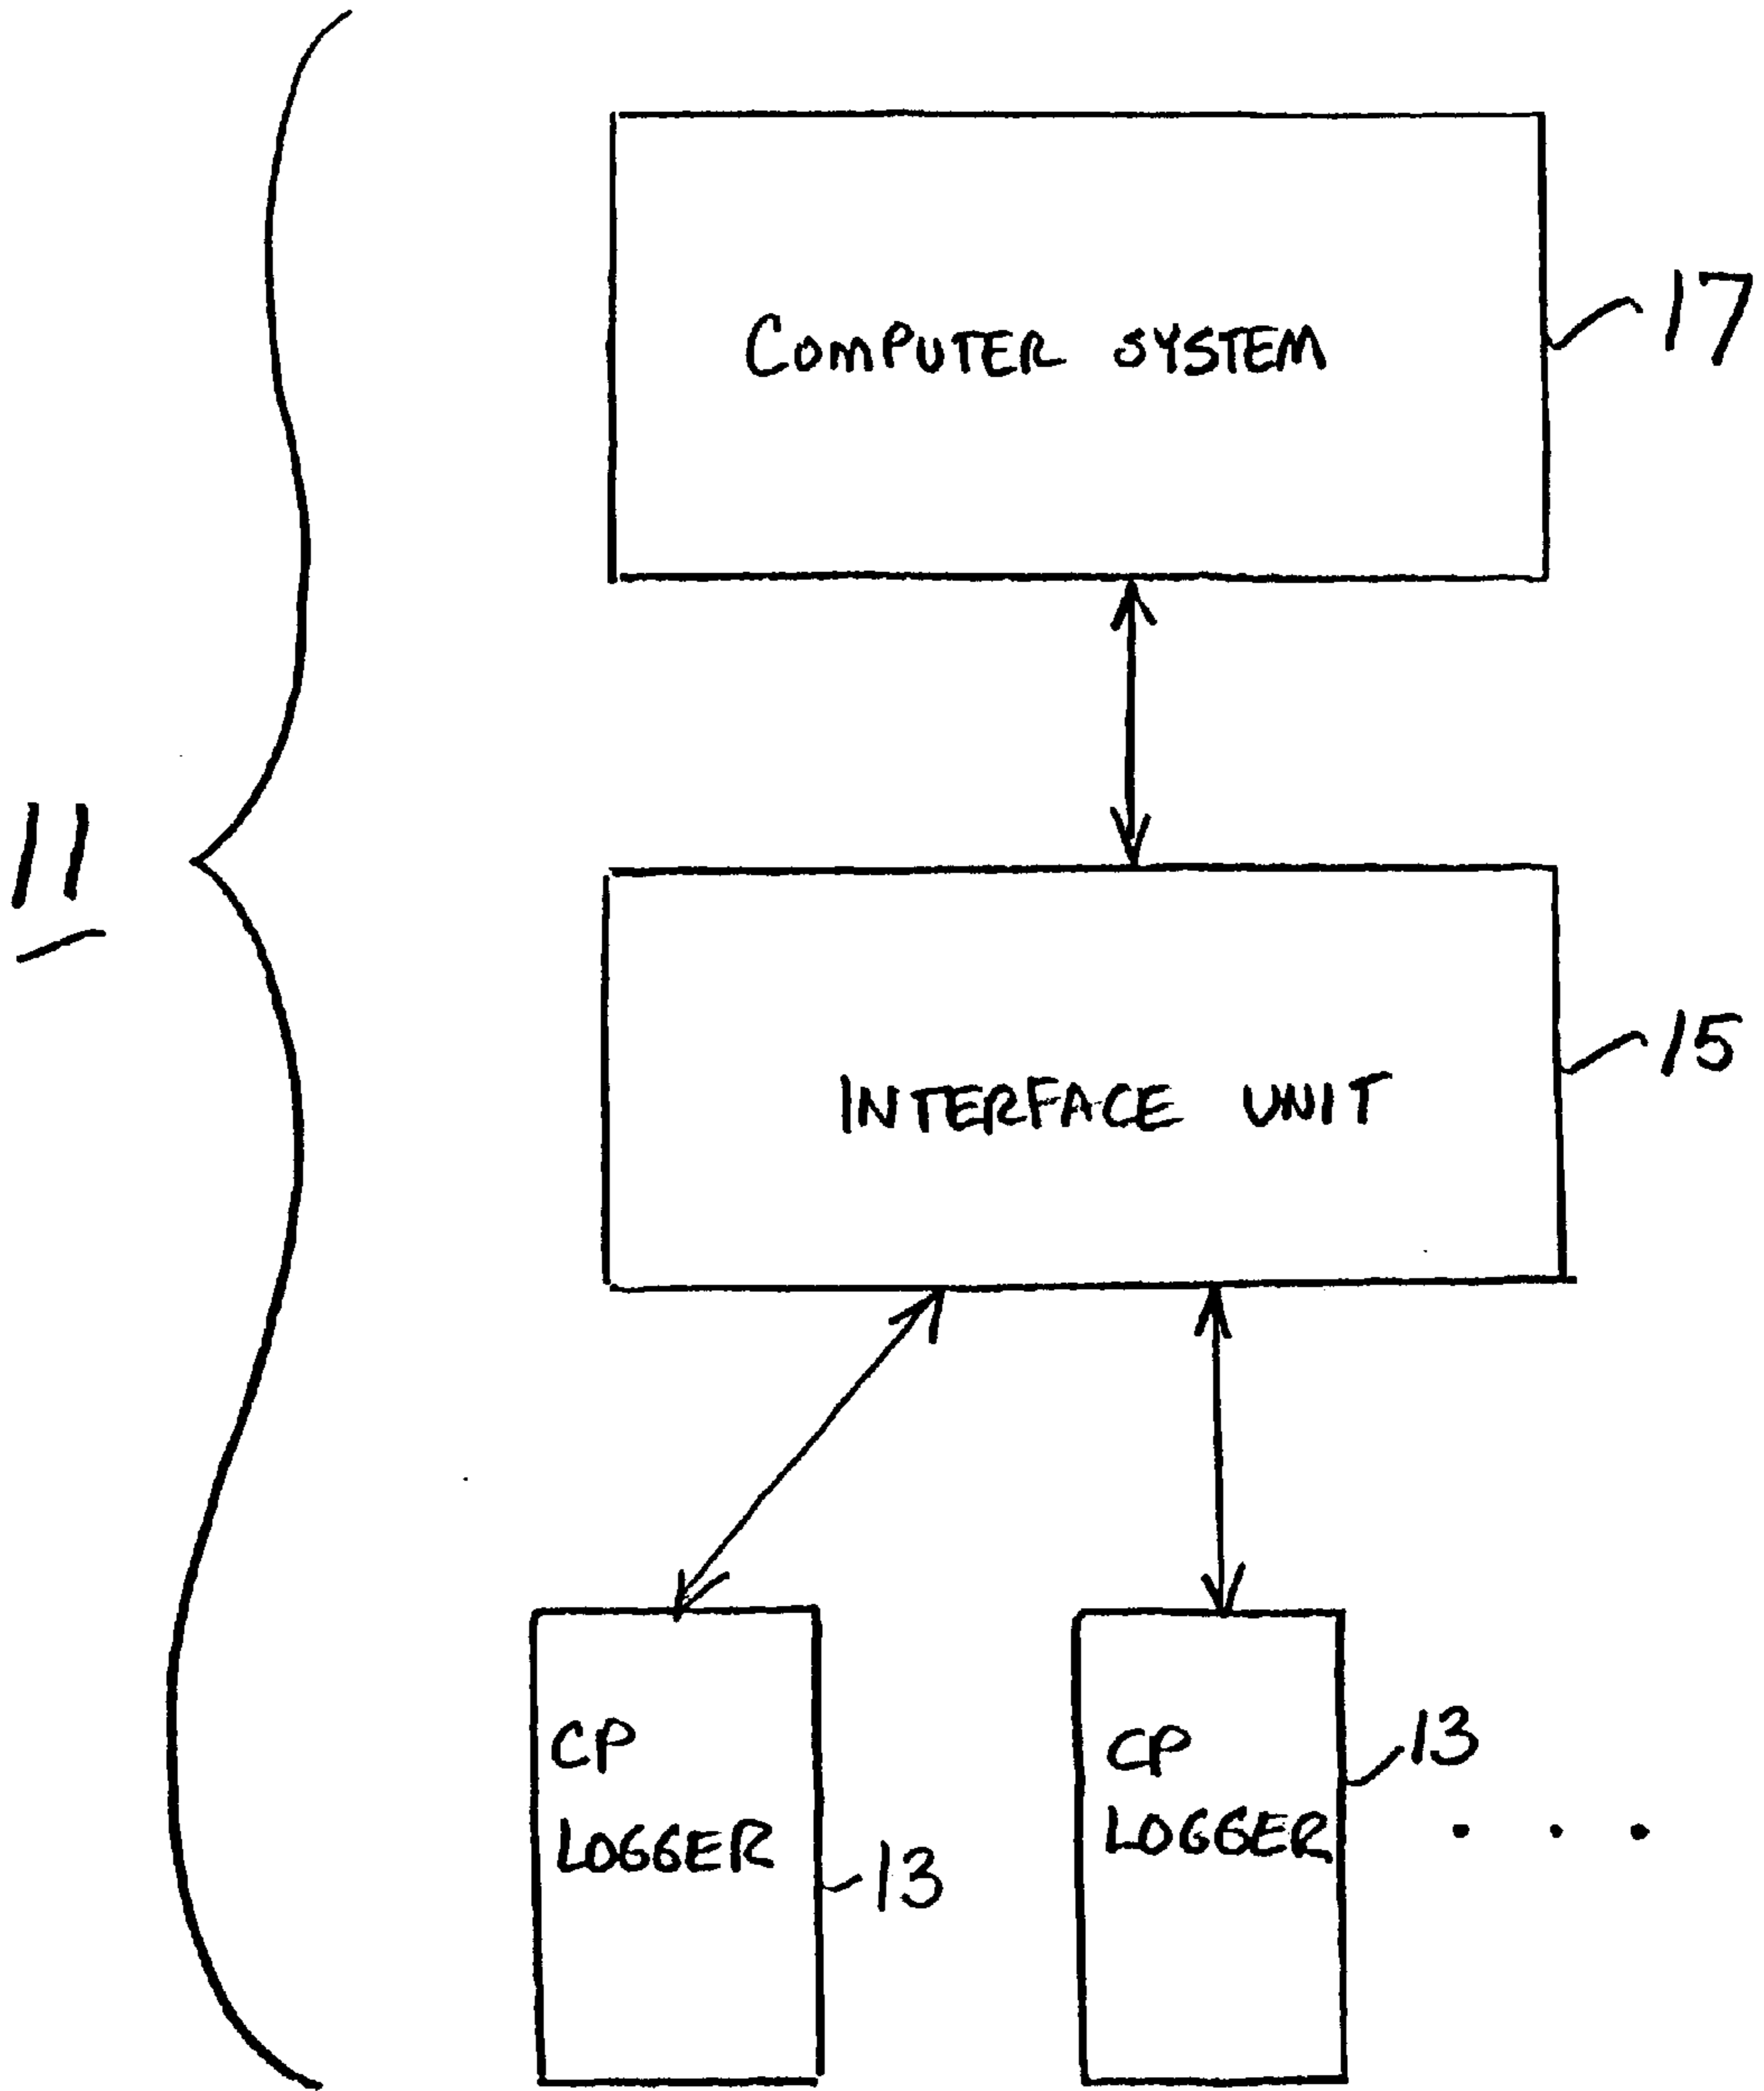 COMPUTER SYSTEM
17
11
INTERFACE UNIT
15
CP
LOGGER
13
CP
LOGGER
13
. . .